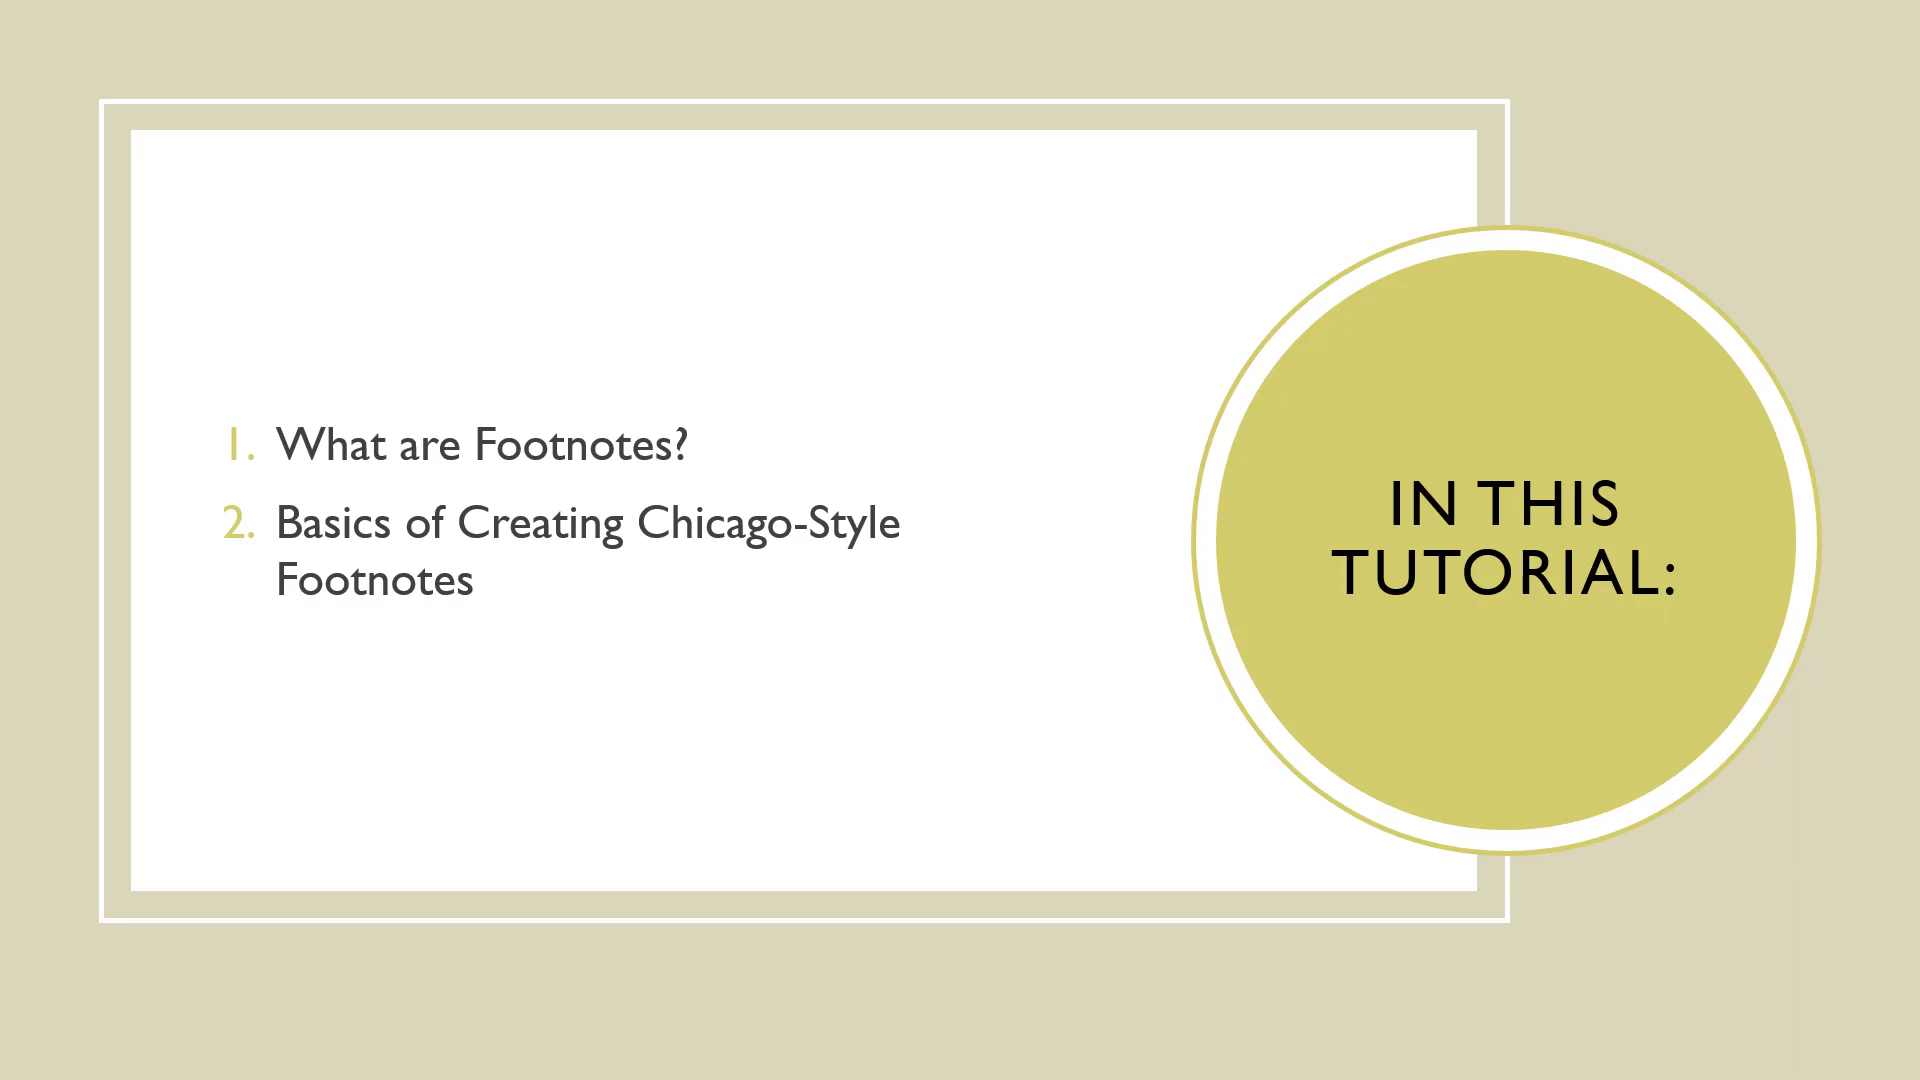 1. What are Footnotes?
2. Basics of Creating Chicago-Style
Footnotes
IN THIS
TUTORIAL: